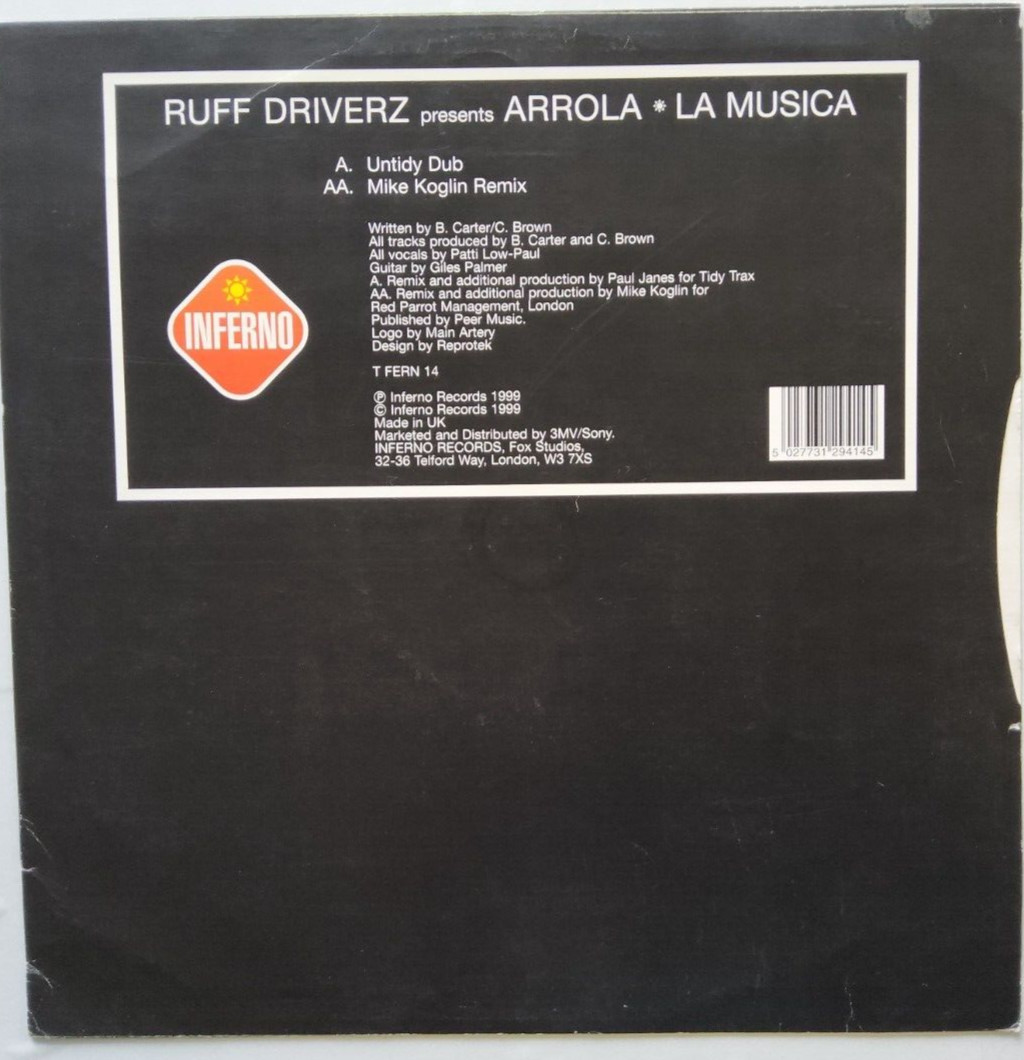 RUFF DRIVERZ presents ARROLA * LA MUSICA
A. Untidy Dub
AA. Mike Koglin Remix
Written by B. Carter/C. Brown
All tracks produced by B. Carter and C. Brown
All vocals by Patti Low-Paul
Guitar by Giles Palmer
A. Remix and additional production by Paul Janes for Tidy Trax
AA. Remix and additional production by Mike Koglin for
Red Parrot Management, London
Published by Peer Music.
Logo by Main Artery
Design by Reprotek
INFERNO
T FERN 14
℗ Inferno Records 1999
© Inferno Records 1999
Made in UK
Marketed and Distributed by 3MV/Sony.
INFERNO RECORDS, Fox Studios,
32-36 Telford Way, London, W3 7XS
5 027731 294145